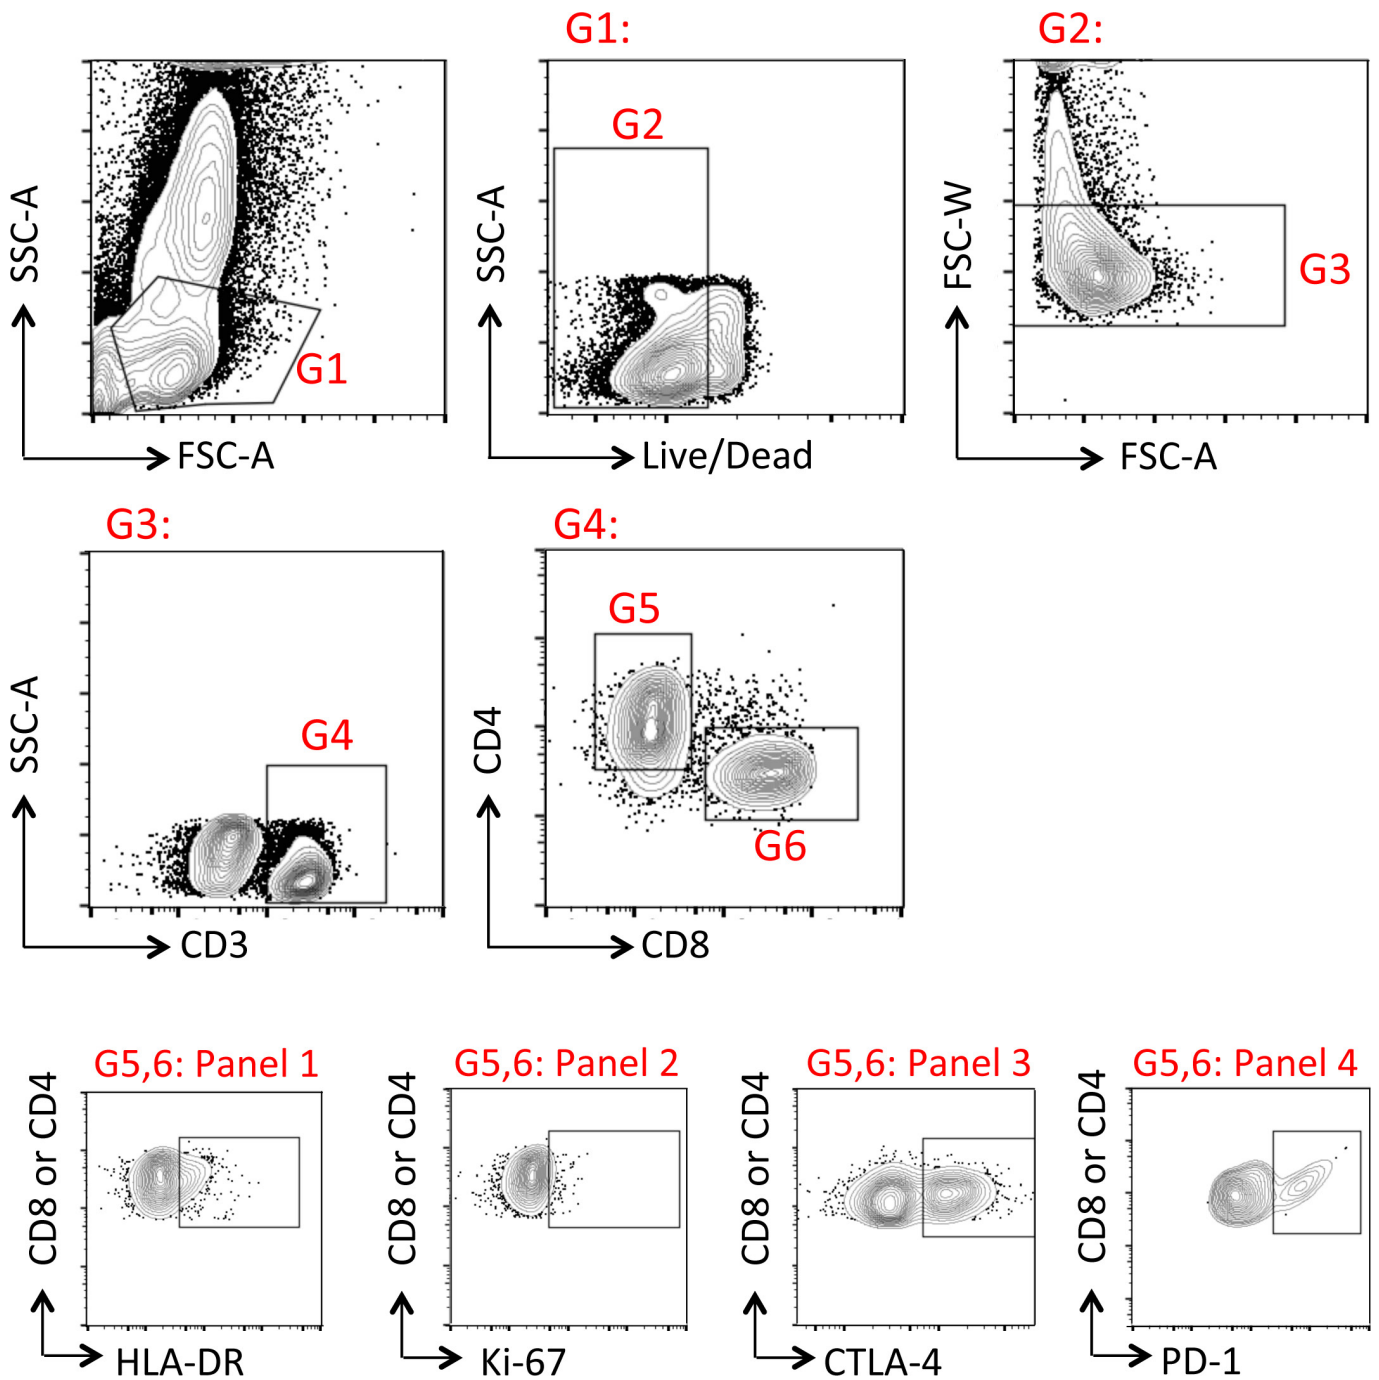 G1:
G2:
SSC-A
G1
FSC-A
SSC-A
G2
Live/Dead
FSC-W
G3
FSC-A
G3:
G4:
SSC-A
G4
CD3
CD4
G5
G6
CD8
G5,6: Panel 1
G5,6: Panel 2
G5,6: Panel 3
G5,6: Panel 4
CD8 or CD4
HLA-DR
CD8 or CD4
Ki-67
CD8 or CD4
CTLA-4
CD8 or CD4
PD-1